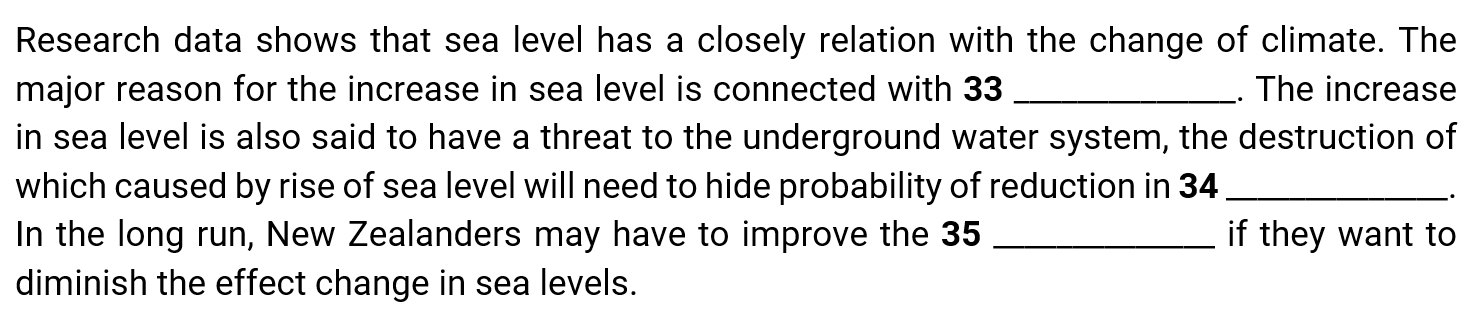 Research data shows that sea level has a closely relation with the change of climate. The
major reason for the increase in sea level is connected with 33 _____________. The increase
in sea level is also said to have a threat to the underground water system, the destruction of
which caused by rise of sea level will need to hide probability of reduction in 34 _____________.
In the long run, New Zealanders may have to improve the 35 _____________ if they want to
diminish the effect change in sea levels.